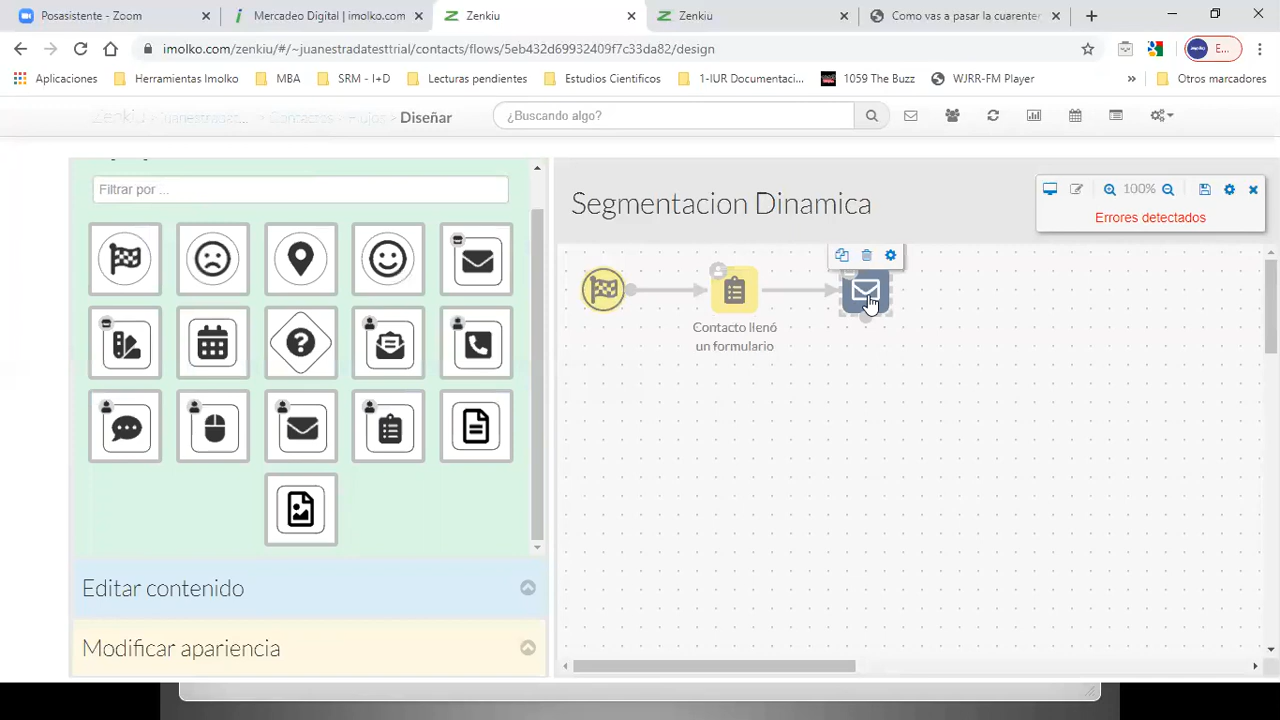 Posasistente - Zoom
Mercadeo Digital | imolko.com
Zenkiu
Zenkiu
Como vas a pasar la cuarenter
imolko.com/zenkiu/#/~juanestradatesttrial/contacts/flows/5eb432d69932409f7c33da82/design
E...
Aplicaciones
Herramientas Imolko
MBA
SRM - I+D
Lecturas pendientes
Estudios Cientificos
1-IUR Documentaci...
1059 The Buzz
WJRR-FM Player
»
Otros marcadores
Diseñar
¿Buscando algo?
Filtrar por ...
Segmentacion Dinamica
100%
Errores detectados
Contacto llenó
un formulario
Editar contenido
Modificar apariencia